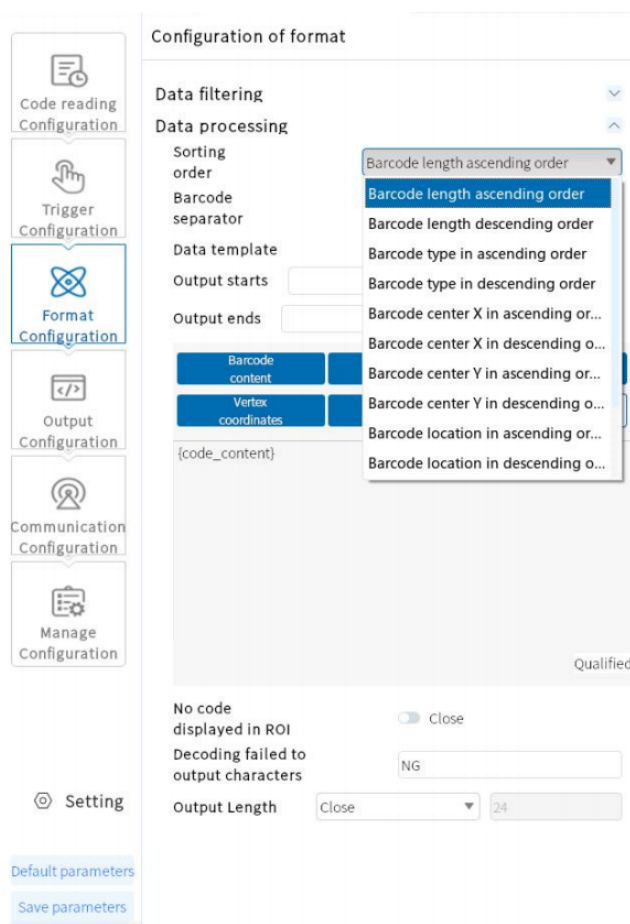 Configuration of format
Code reading
Configuration
Trigger
Configuration
Format
Configuration
Output
Configuration
Communication
Configuration
Manage
Configuration
Setting
Default parameters
Save parameters
Data filtering
Data processing
Sorting
order
Barcode length ascending order
Barcode length ascending order
Barcode length descending order
Barcode type in ascending order
Barcode type in descending order
Barcode center X in ascending or...
Barcode center X in descending o...
Barcode center Y in ascending or...
Barcode center Y in descending o...
Barcode location in ascending or...
Barcode location in descending o...
Barcode
separator
Data template
Output starts
Output ends
Barcode
content
Vertex
coordinates
{code_content}
Qualified
No code
displayed in ROI
Close
Decoding failed to
output characters
NG
Output Length
Close
24